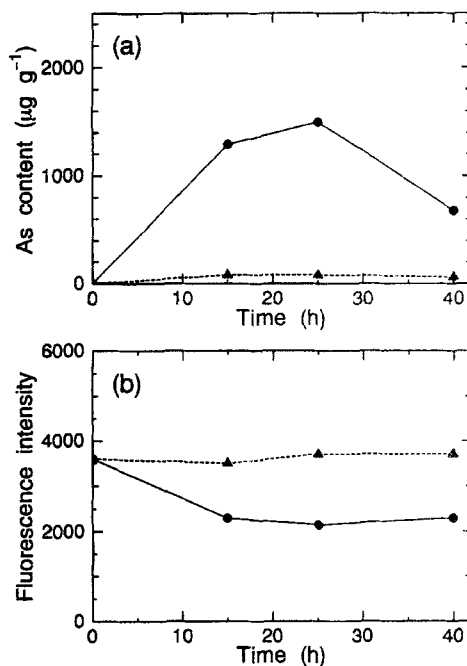 (a)
As content (μg g⁻¹)
2000
1000
0
0 10 20 30 40
Time (h)
(b)
Fluorescence intensity
6000
4000
2000
0
0 10 20 30 40
Time (h)